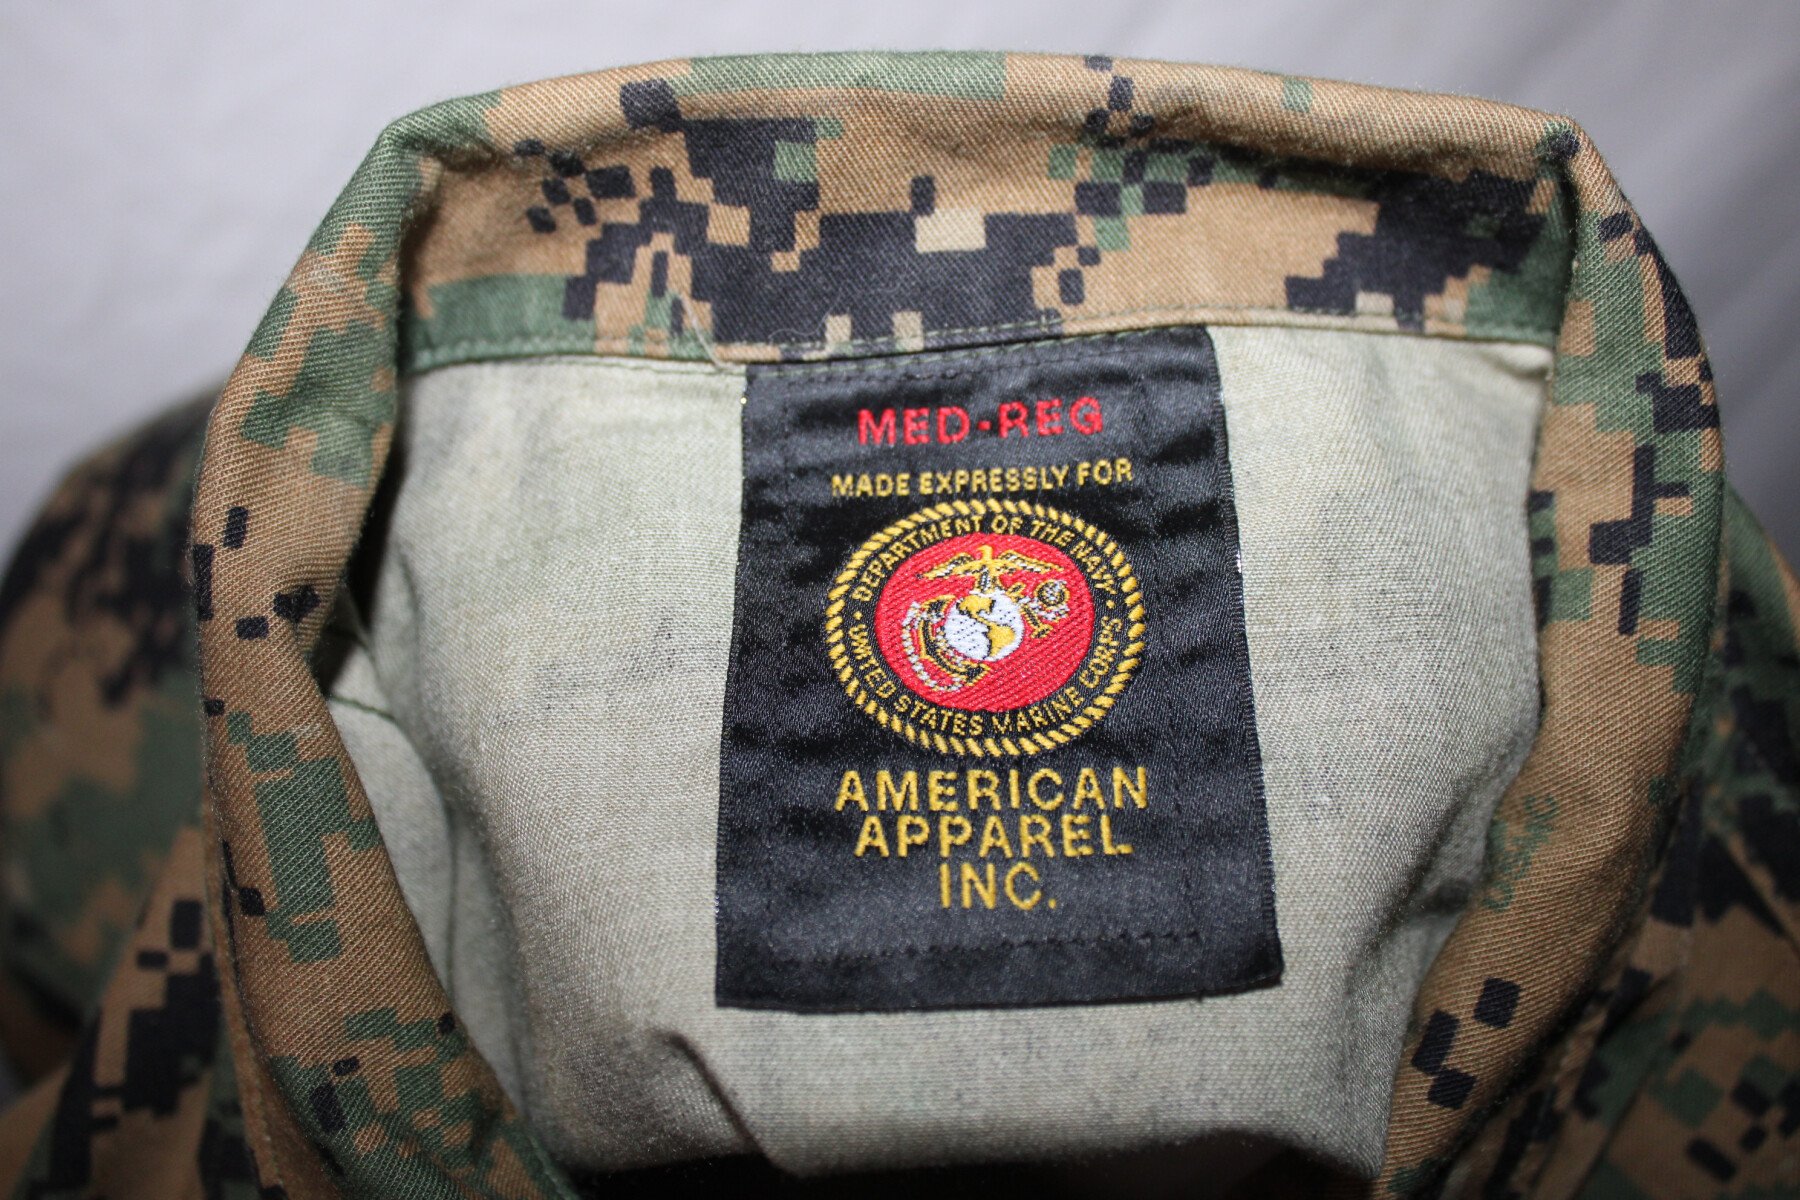 MED-REG
MADE EXPRESSLY FOR
DEPARTMENT OF THE NAVY
UNITED STATES MARINE CORPS
AMERICAN
APPAREL
INC.